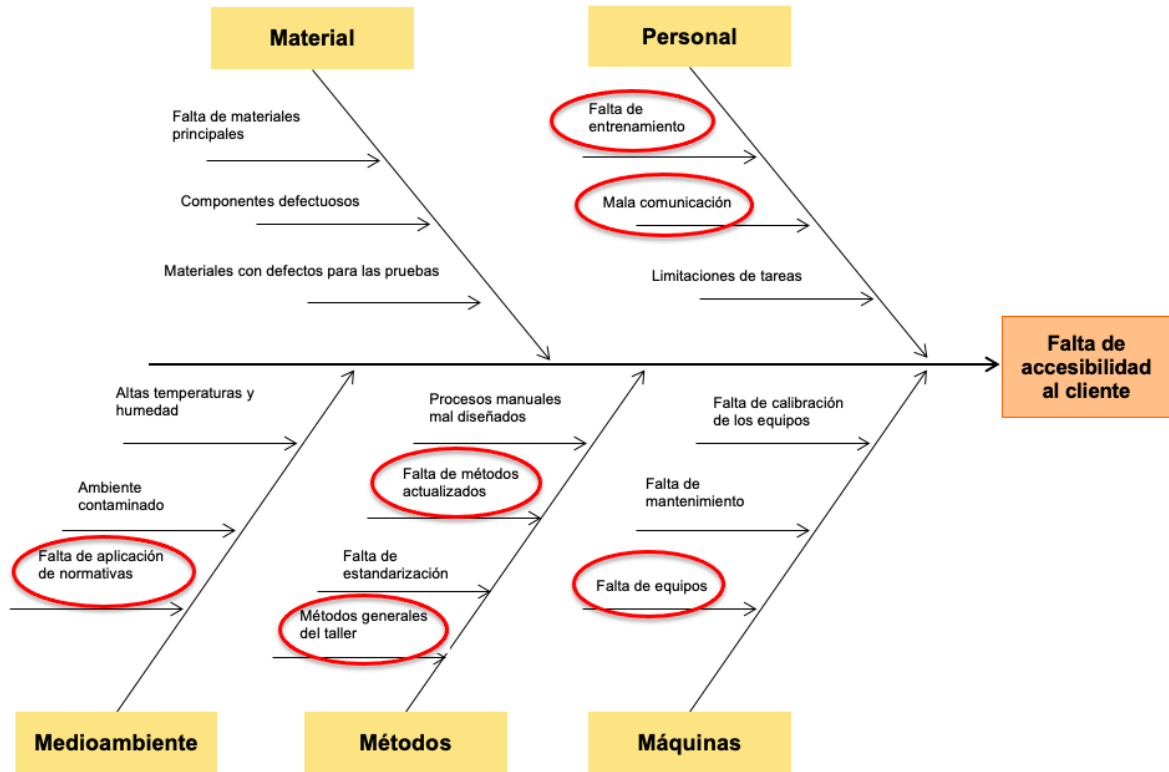 Material
Personal
Falta de materiales
principales
Componentes defectuosos
Materiales con defectos para las pruebas
Falta de
entrenamiento
Mala comunicación
Limitaciones de tareas
Falta de
accesibilidad
al cliente
Altas temperaturas y
humedad
Ambiente
contaminado
Falta de aplicación
de normativas
Procesos manuales
mal diseñados
Falta de métodos
actualizados
Falta de
estandarización
Métodos generales
del taller
Falta de calibración
de los equipos
Falta de
mantenimiento
Falta de equipos
Medioambiente
Métodos
Máquinas